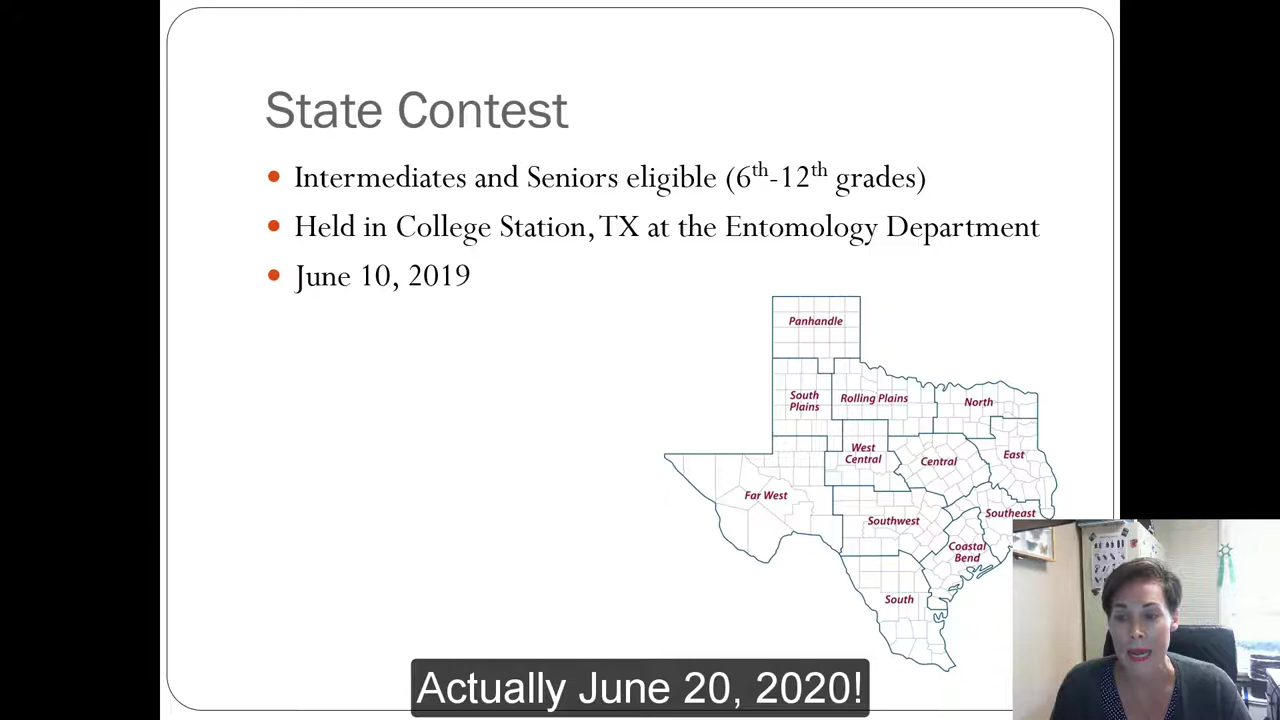 State Contest
Intermediates and Seniors eligible (6th-12th grades)
Held in College Station, TX at the Entomology Department
June 10, 2019
Panhandle
South
Plains
Rolling Plains
North
West
Central
Central
East
Far West
Southwest
Southeast
Coastal
Bend
South
Actually June 20, 2020!